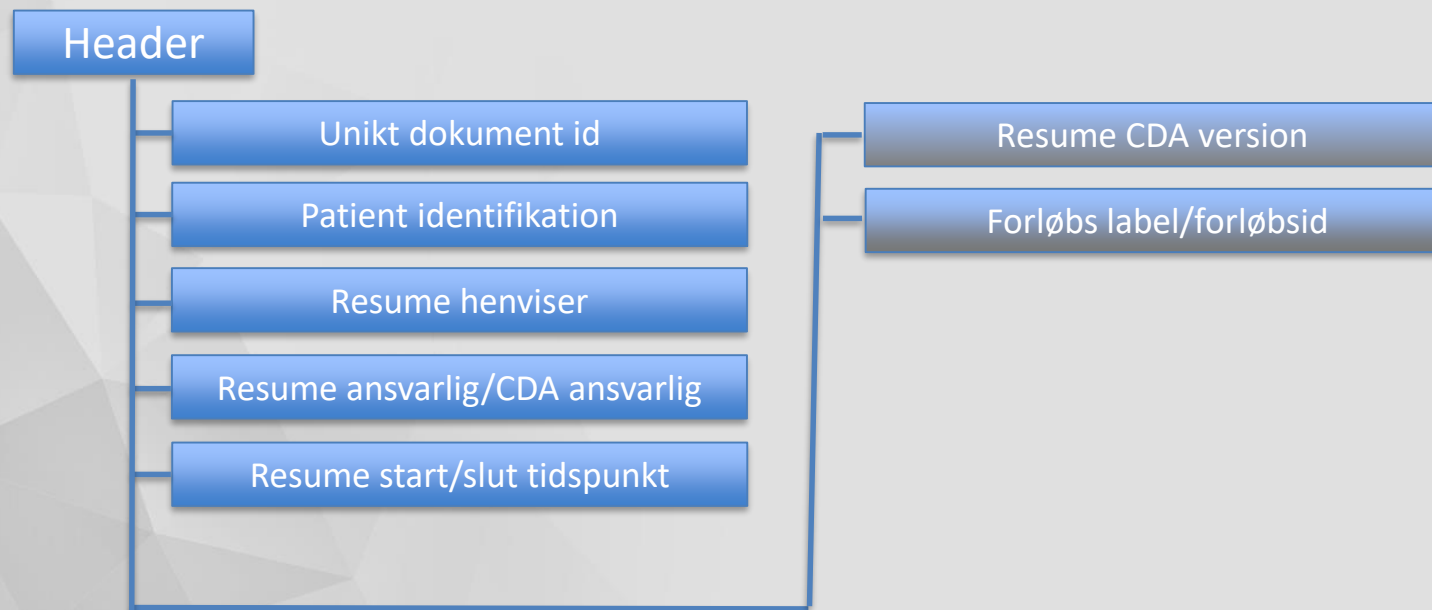 Header
Unikt dokument id
Patient identifikation
Resume henviser
Resume ansvarlig/CDA ansvarlig
Resume start/slut tidspunkt
Resume CDA version
Forløbs label/forløbsid